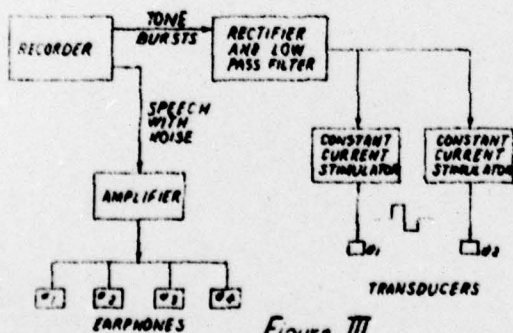 RECORDER
TONE
BURSTS
RECTIFIER
AND LOW
PASS FILTER
SPEECH
WITH
NOISE
CONSTANT
CURRENT
STIMULATOR
CONSTANT
CURRENT
STIMULATOR
AMPLIFIER
#1
#2
TRANSDUCERS
#1
#2
#3
#4
EARPHONES
FIGURE III